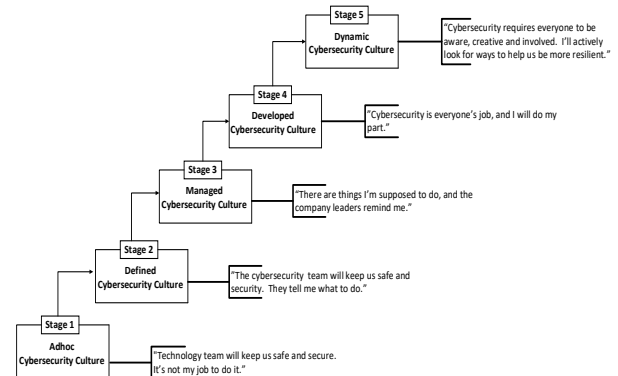 Stage 5
Dynamic
Cybersecurity Culture
"Cybersecurity requires everyone to be
aware, creative and involved. I'll actively
look for ways to help us be more resilient."
Stage 4
Developed
Cybersecurity Culture
"Cybersecurity is everyone's job, and I will do my
part."
Stage 3
Managed
Cybersecurity Culture
"There are things I'm supposed to do, and the
company leaders remind me."
Stage 2
Defined
Cybersecurity Culture
"The cybersecurity team will keep us safe and
security. They tell me what to do."
Stage 1
Adhoc
Cybersecurity Culture
"Technology team will keep us safe and secure.
It's not my job to do it."